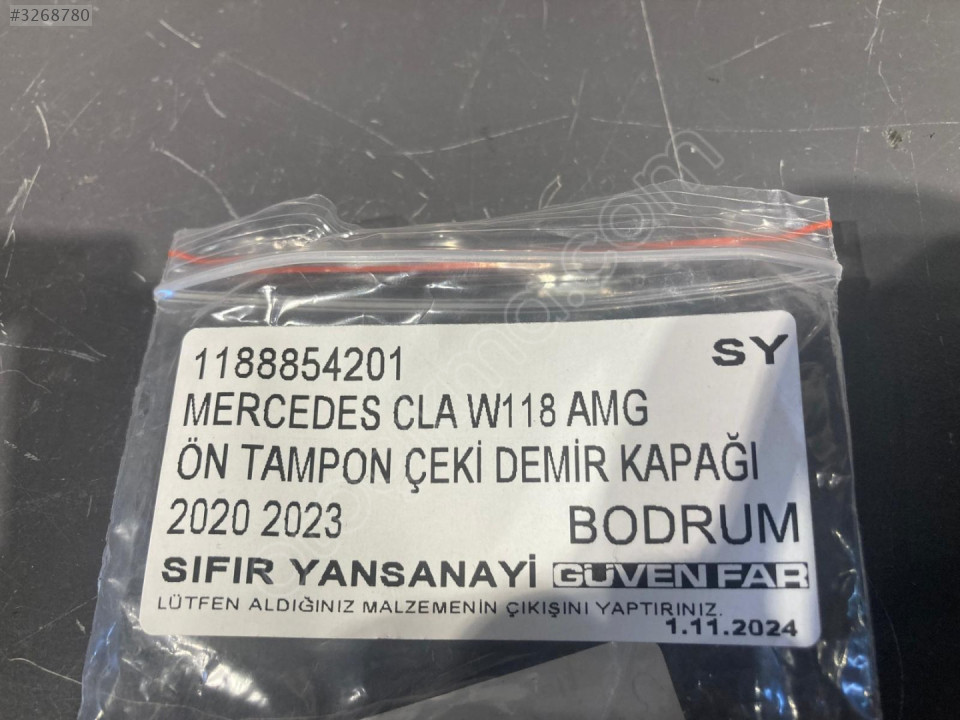 #3268780
1188854201
SY
MERCEDES CLA W118 AMG
ÖN TAMPON ÇEKİ DEMİR KAPAĞI
2020 2023
BODRUM
SIFIR YANSANAYİ GÜVEN FAR
LÜTFEN ALDIĞINIZ MALZEMENİN ÇIKIŞINI YAPTIRINIZ.
1.11.2024